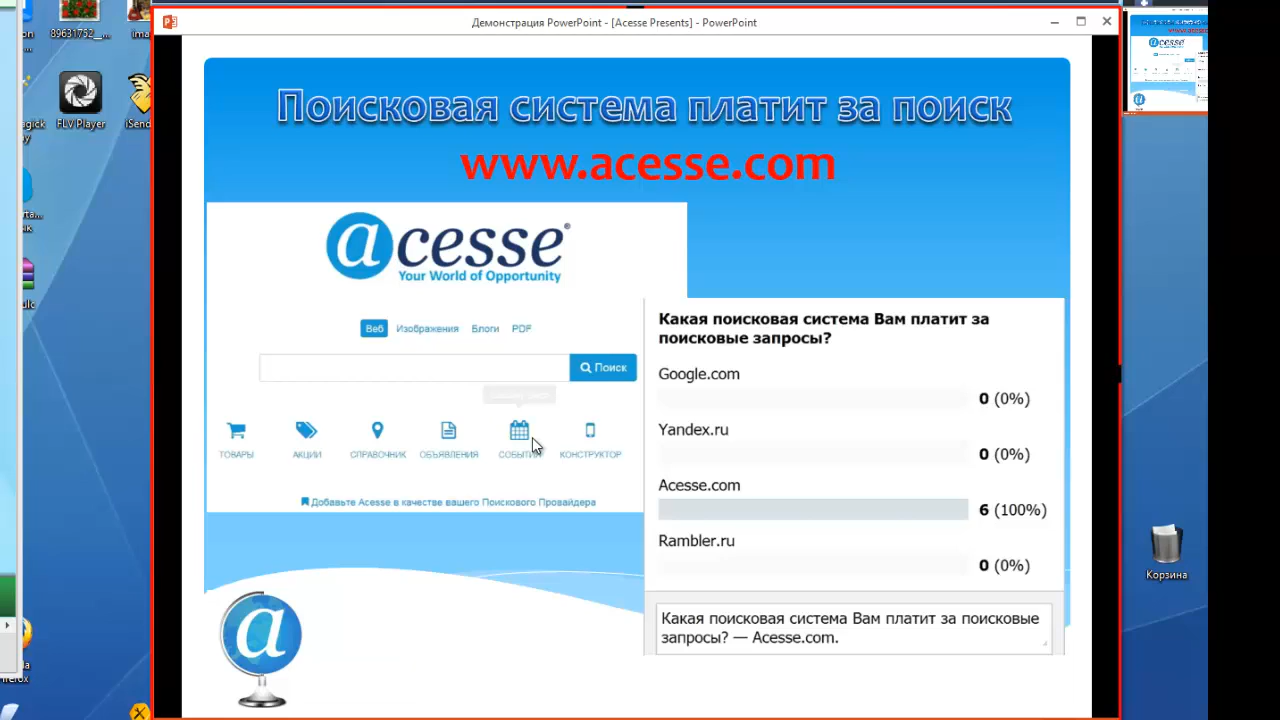 Демонстрация PowerPoint - [Acesse Presents] - PowerPoint
89631752_...
FLV Player
Поисковая система платит за поиск
www.acesse.com
acesse®
Your World of Opportunity
Веб Изображения Блоги PDF
Поиск
ТОВАРЫ АКЦИИ СПРАВОЧНИК ОБЪЯВЛЕНИЯ СОБЫТИЯ КОНСТРУКТОР
Добавьте Acesse в качестве вашего Поискового Провайдера
Какая поисковая система Вам платит за
поисковые запросы?
Google.com
0 (0%)
Yandex.ru
0 (0%)
Acesse.com
6 (100%)
Rambler.ru
0 (0%)
Какая поисковая система Вам платит за поисковые
запросы? — Acesse.com.
a
Корзина